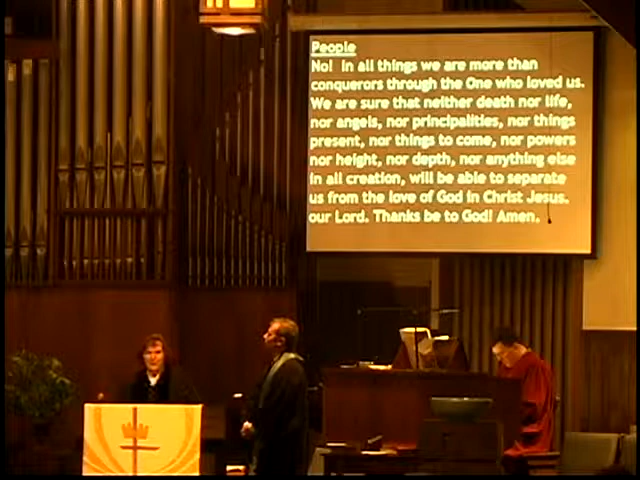 People
No! In all things we are more than
conquerors through the One who loved us.
We are sure that neither death nor life,
nor angels, nor principalities, nor things
present, nor things to come, nor powers
nor height, nor depth, nor anything else
in all creation, will be able to separate
us from the love of God in Christ Jesus.
our Lord. Thanks be to God! Amen.